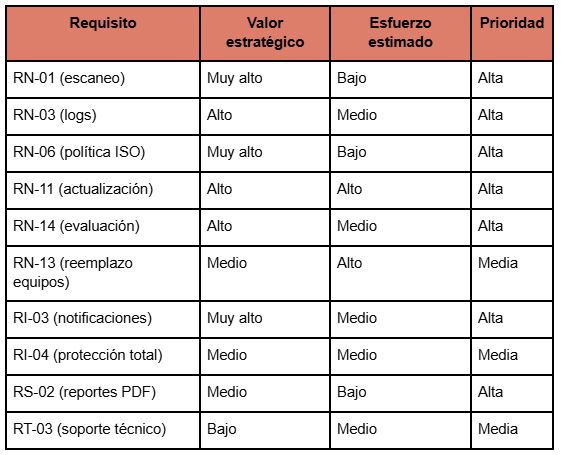 Requisito Valor estratégico Esfuerzo estimado Prioridad
RN-01 (escaneo) Muy alto Bajo Alta
RN-03 (logs) Alto Medio Alta
RN-06 (política ISO) Muy alto Bajo Alta
RN-11 (actualización) Alto Alto Alta
RN-14 (evaluación) Alto Medio Alta
RN-13 (reemplazo equipos) Medio Alto Media
RI-03 (notificaciones) Muy alto Medio Alta
RI-04 (protección total) Medio Medio Media
RS-02 (reportes PDF) Medio Bajo Alta
RT-03 (soporte técnico) Bajo Medio Media